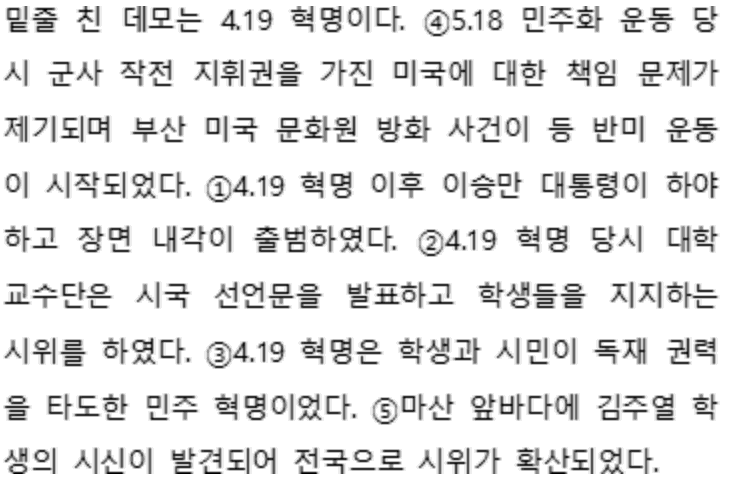 밑줄 친 데모는 4.19 혁명이다. ④5.18 민주화 운동 당
시 군사 작전 지휘권을 가진 미국에 대한 책임 문제가
제기되며 부산 미국 문화원 방화 사건이 등 반미 운동
이 시작되었다. ①4.19 혁명 이후 이승만 대통령이 하야
하고 장면 내각이 출범하였다. ②4.19 혁명 당시 대학
교수단은 시국 선언문을 발표하고 학생들을 지지하는
시위를 하였다. ③4.19 혁명은 학생과 시민이 독재 권력
을 타도한 민주 혁명이었다. ⑤마산 앞바다에 김주열 학
생의 시신이 발견되어 전국으로 시위가 확산되었다.